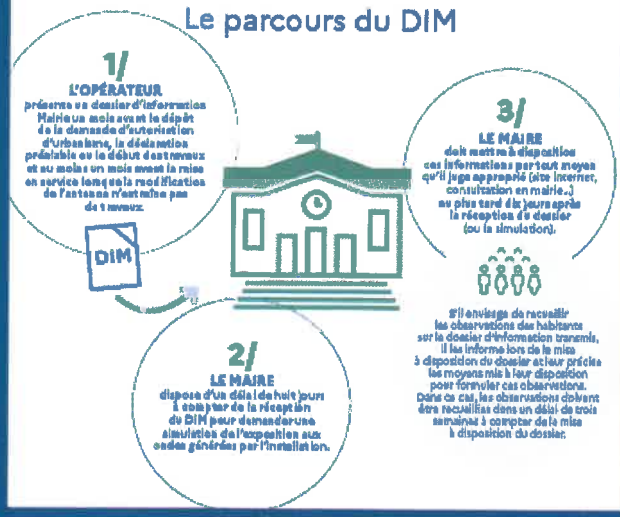 Le parcours du DIM
1/
L'OPÉRATEUR
présente un dossier d'information
Mairie un mois avant le dépôt
de la demande d'autorisation
d'urbanisme, la déclaration
préalable ou le début des travaux
et au moins un mois avant la mise
en service lorsque la modification
de l'antenne n'entraîne pas
de travaux.
DIM
2/
LE MAIRE
dispose d'un délai de huit jours
à compter de la réception
du DIM pour demander une
simulation de l'exposition aux
ondes générées par l'installation.
3/
LE MAIRE
doit mettre à disposition
ces informations par tout moyen
qu'il juge approprié (site internet,
consultation en mairie…)
au plus tard dix jours après
la réception du dossier
(ou la simulation).
S'il envisage de recueillir
les observations des habitants
sur le dossier d'information transmis,
il les informe lors de la mise
à disposition du dossier et leur précise
les moyens mis à leur disposition
pour formuler ces observations.
Dans ce cas, les observations doivent
être recueillies dans un délai de trois
semaines à compter de la mise
à disposition du dossier.